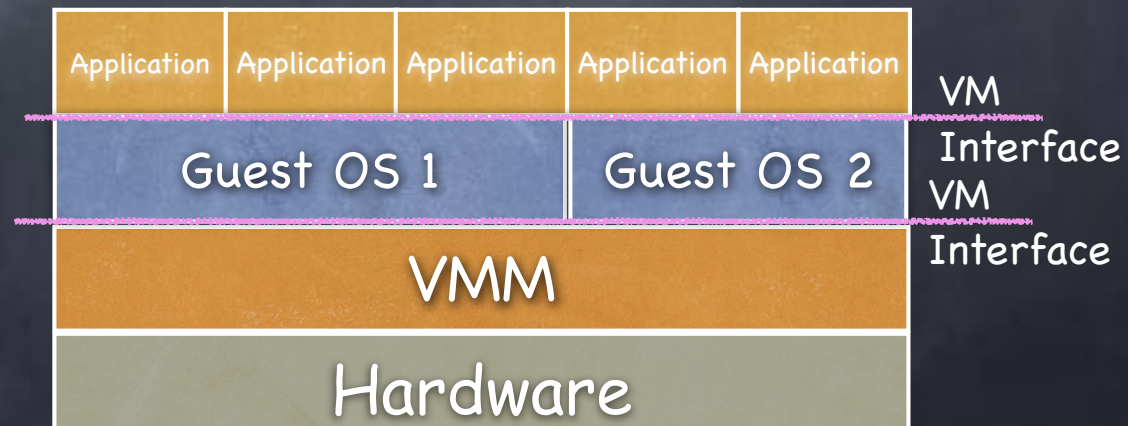 Application Application Application Application Application
VM
Interface
Guest OS 1 Guest OS 2
VM
Interface
VMM
Hardware